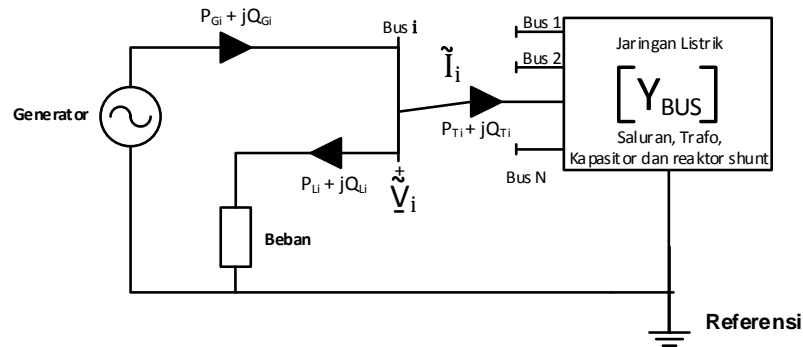 P_Gi + jQ_Gi
Bus i
Generator
Ĩ_i
P_Ti + jQ_Ti
P_Li + jQ_Li
+
Ṽ_i
-
Beban
Bus 1
Bus 2
Bus N
Jaringan Listrik
[Y_BUS]
Saluran, Trafo,
Kapasitor dan reaktor shunt
Referensi